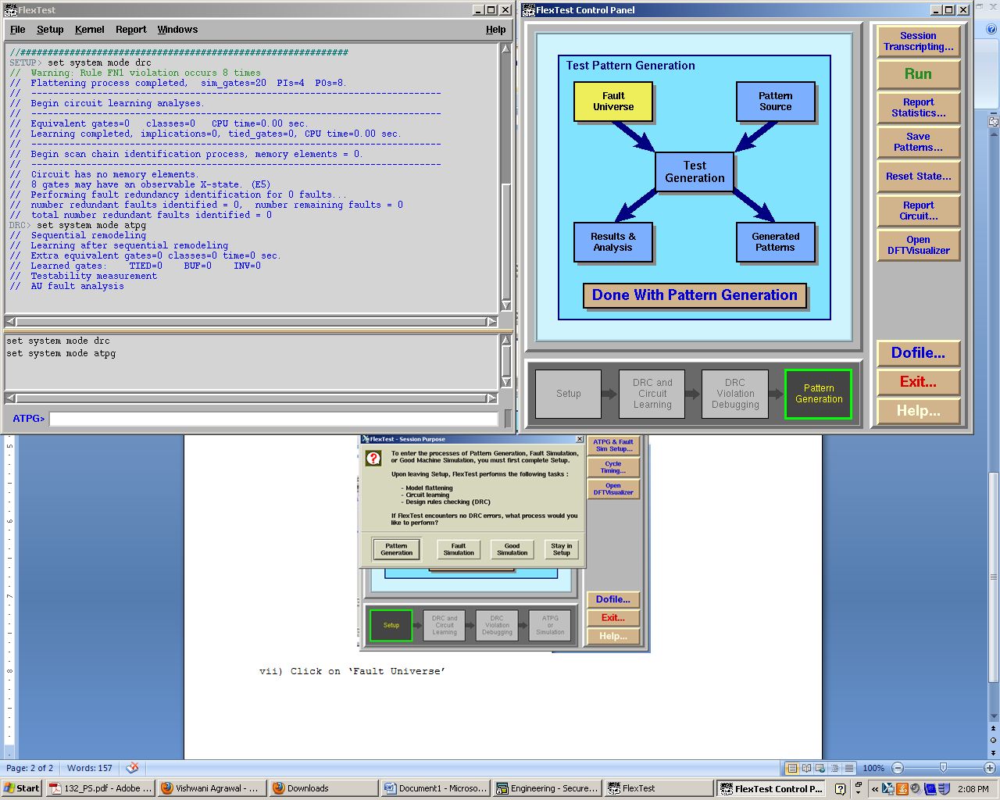 FlexTest
File Setup Kernel Report Windows Help
//############################################################
SETUP> set system mode drc
// Warning: Rule FN1 violation occurs 8 times
// Flattening process completed, sim_gates=20 PIs=4 POs=8.
// ---------------------------------------------------------------------------
// Begin circuit learning analyses.
// ---------------------------------------------------------------------------
// Equivalent gates=0 classes=0 CPU time=0.00 sec.
// Learning completed, implications=0, tied_gates=0, CPU time=0.00 sec.
// ---------------------------------------------------------------------------
// Begin scan chain identification process, memory elements = 0.
// ---------------------------------------------------------------------------
// Circuit has no memory elements.
// 8 gates may have an observable X-state. (E5)
// Performing fault redundancy identification for 0 faults...
// number redundant faults identified = 0, number remaining faults = 0
// total number redundant faults identified = 0
DRC> set system mode atpg
// Sequential remodeling
// Learning after sequential remodeling
// Extra equivalent gates=0 classes=0 time=0 sec.
// Learned gates: TIED=0 BUF=0 INV=0
// Testability measurement
// AU fault analysis
set system mode drc
set system mode atpg
ATPG>
FlexTest Control Panel
Test Pattern Generation
Fault
Universe
Pattern
Source
Test
Generation
Results &
Analysis
Generated
Patterns
Done With Pattern Generation
Setup
DRC and
Circuit
Learning
DRC
Violation
Debugging
Pattern
Generation
Session
Transcripting...
Run
Report
Statistics...
Save
Patterns...
Reset State...
Report
Circuit...
Open
DFTVisualizer
Dofile...
Exit...
Help...
FlexTest - Session Purpose
To enter the processes of Pattern Generation, Fault Simulation,
or Good Machine Simulation, you must first complete Setup.
Upon leaving Setup, FlexTest performs the following tasks :
- Model flattening
- Circuit learning
- Design rules checking (DRC)
If FlexTest encounters no DRC errors, what process would you
like to perform?
Pattern
Generation
Fault
Simulation
Good
Simulation
Stay in
Setup
ATPG & Fault
Sim Setup...
Cycle
Timing...
Open
DFTVisualizer
Dofile...
Exit...
Help...
Setup
DRC and
Circuit
Learning
DRC
Violation
Debugging
ATPG
or
Simulation
vii) Click on ‘Fault Universe’
5
6
7
8
Page: 2 of 2 Words: 157 100%
Start 132_P5.pdf - Adobe ... Vishwani Agrawal - ... Downloads Document1 - Microso... Engineering - Secure... FlexTest FlexTest Control P... « 2:08 PM